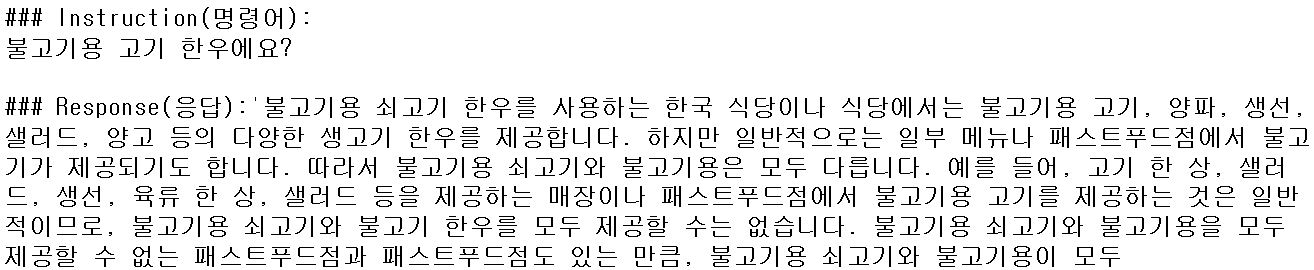 ### Instruction(명령어):
불고기용 고기 한우에요?

### Response(응답):'불고기용 쇠고기 한우를 사용하는 한국 식당이나 식당에서는 불고기용 고기, 양파, 생선,
샐러드, 양고 등의 다양한 생고기 한우를 제공합니다. 하지만 일반적으로는 일부 메뉴나 패스트푸드점에서 불고
기가 제공되기도 합니다. 따라서 불고기용 쇠고기와 불고기용은 모두 다릅니다. 예를 들어, 고기 한 상, 샐러
드, 생선, 육류 한 상, 샐러드 등을 제공하는 매장이나 패스트푸드점에서 불고기용 고기를 제공하는 것은 일반
적이므로, 불고기용 쇠고기와 불고기 한우를 모두 제공할 수는 없습니다. 불고기용 쇠고기와 불고기용을 모두
제공할 수 없는 패스트푸드점과 패스트푸드점도 있는 만큼, 불고기용 쇠고기와 불고기용이 모두